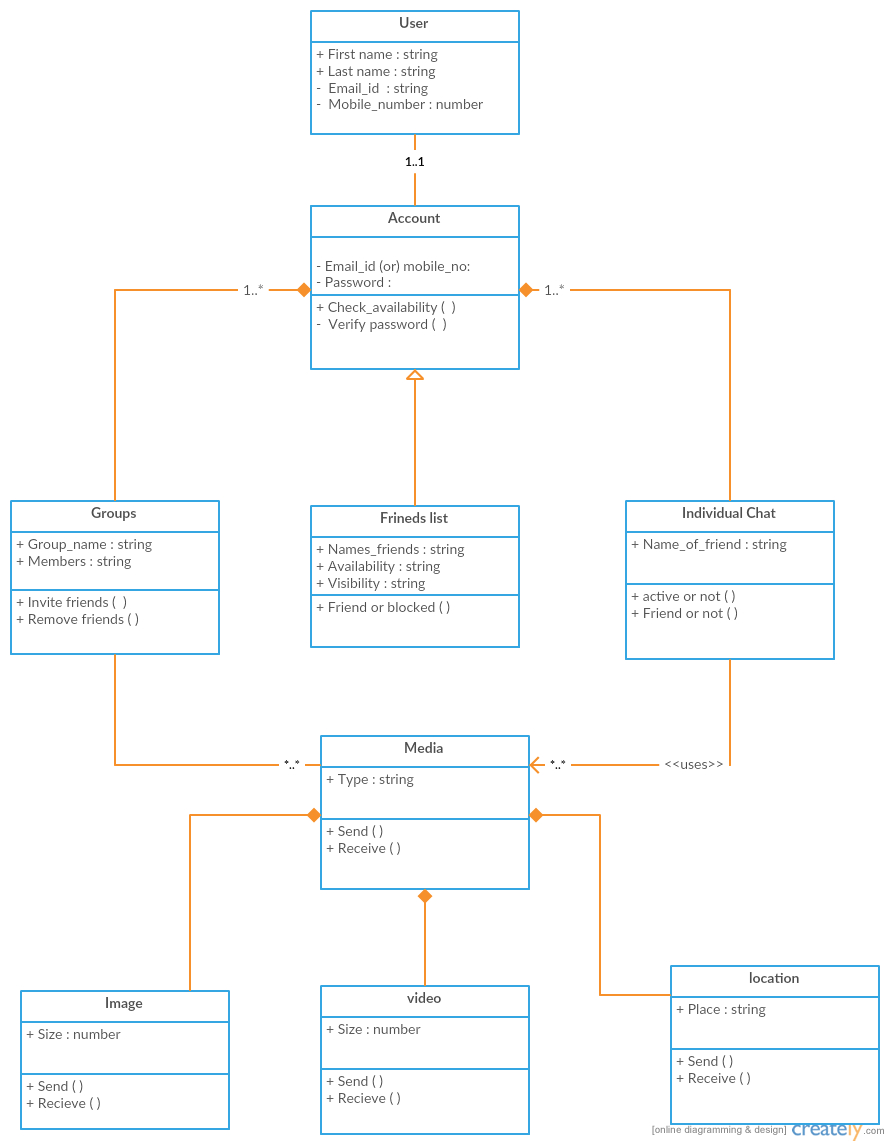 User
+ First name : string
+ Last name : string
- Email_id : string
- Mobile_number : number
1..1
Account
- Email_id (or) mobile_no:
- Password :
+ Check_availability ( )
- Verify password ( )
1..*
1..*
Groups
+ Group_name : string
+ Members : string
+ Invite friends ( )
+ Remove friends ( )
Frineds list
+ Names_friends : string
+ Availability : string
+ Visibility : string
+ Friend or blocked ( )
Individual Chat
+ Name_of_friend : string
+ active or not ( )
+ Friend or not ( )
*..*
*..*
<<uses>>
Media
+ Type : string
+ Send ( )
+ Receive ( )
Image
+ Size : number
+ Send ( )
+ Recieve ( )
video
+ Size : number
+ Send ( )
+ Recieve ( )
location
+ Place : string
+ Send ( )
+ Receive ( )
[online diagramming & design] creately.com